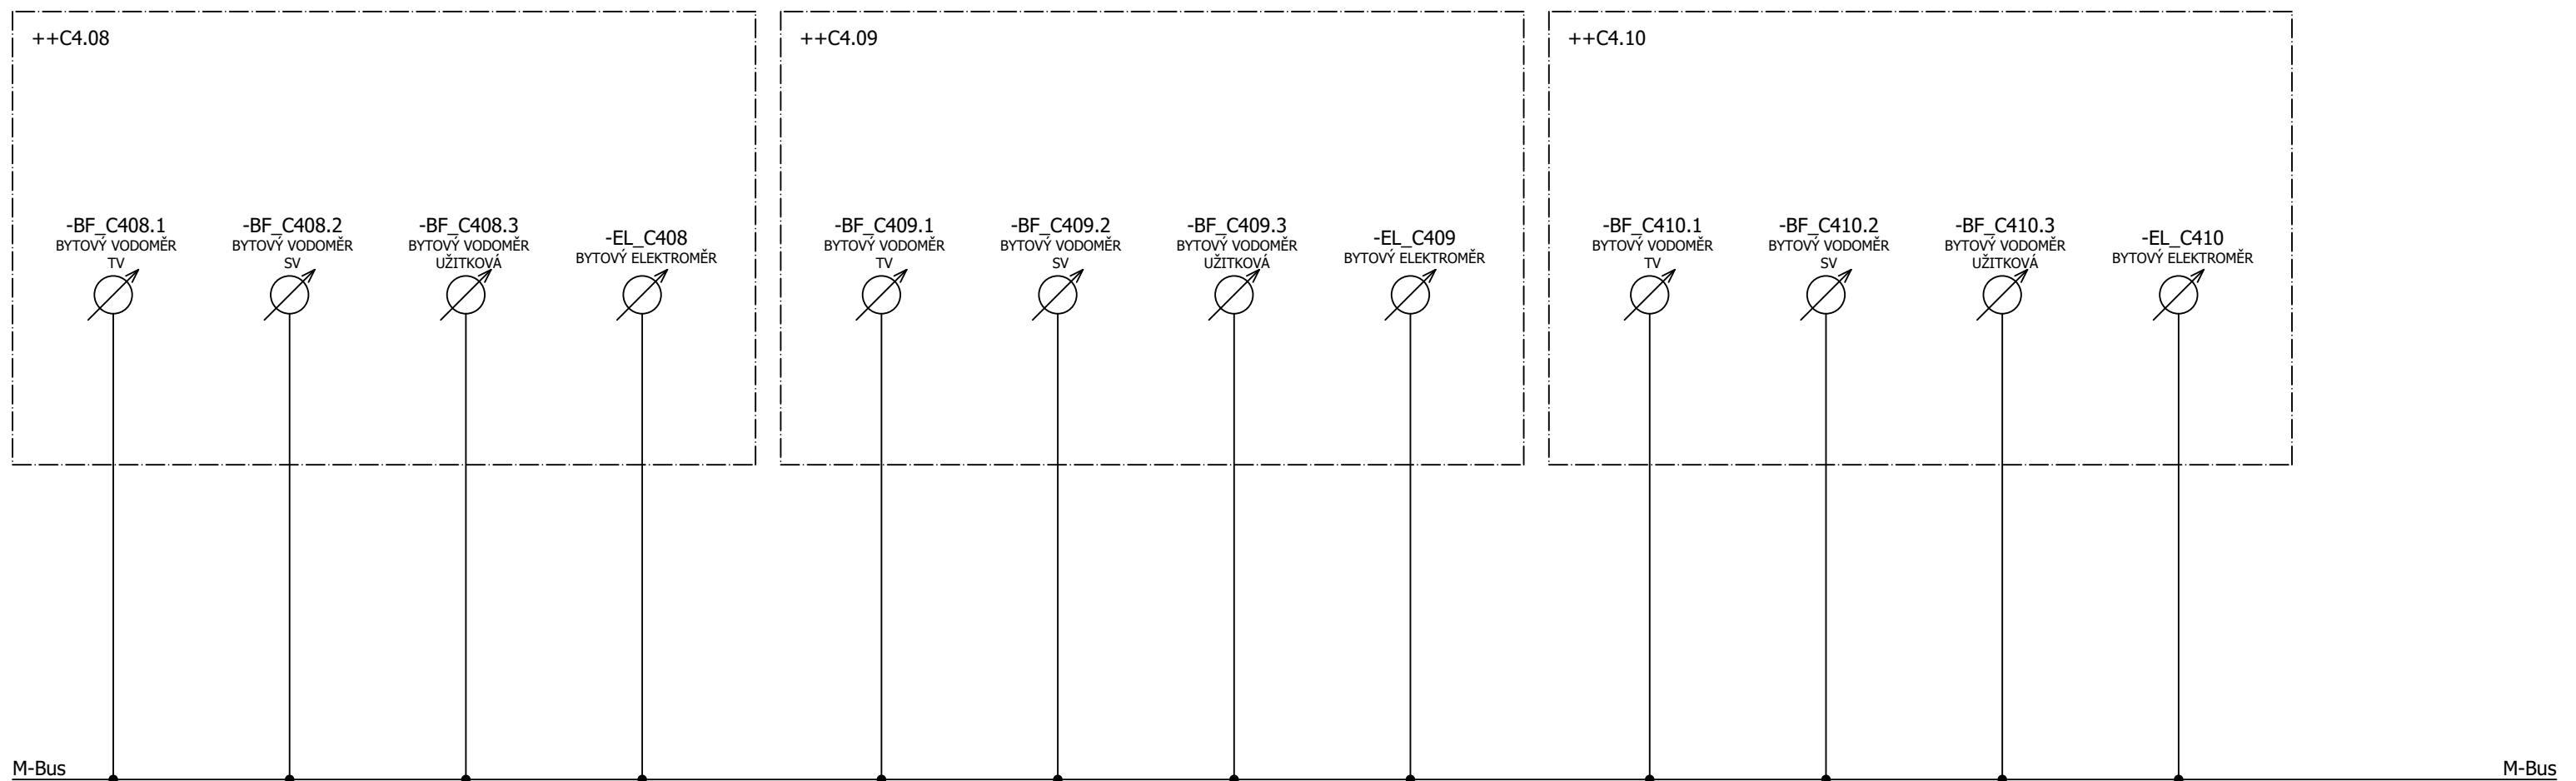 ++C4.08
-BF_C408.1
BYTOVÝ VODOMĚR
TV
-BF_C408.2
BYTOVÝ VODOMĚR
SV
-BF_C408.3
BYTOVÝ VODOMĚR
UŽITKOVÁ
-EL_C408
BYTOVÝ ELEKTROMĚR
++C4.09
-BF_C409.1
BYTOVÝ VODOMĚR
TV
-BF_C409.2
BYTOVÝ VODOMĚR
SV
-BF_C409.3
BYTOVÝ VODOMĚR
UŽITKOVÁ
-EL_C409
BYTOVÝ ELEKTROMĚR
++C4.10
-BF_C410.1
BYTOVÝ VODOMĚR
TV
-BF_C410.2
BYTOVÝ VODOMĚR
SV
-BF_C410.3
BYTOVÝ VODOMĚR
UŽITKOVÁ
-EL_C410
BYTOVÝ ELEKTROMĚR
M-Bus
M-Bus